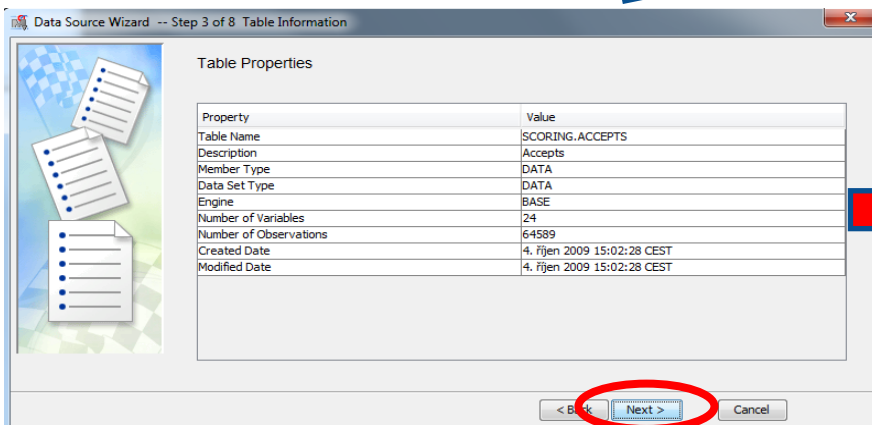 Data Source Wizard -- Step 3 of 8 Table Information
Table Properties
Property Value
Table Name SCORING.ACCEPTS
Description Accepts
Member Type DATA
Data Set Type DATA
Engine BASE
Number of Variables 24
Number of Observations 64589
Created Date 4. říjen 2009 15:02:28 CEST
Modified Date 4. říjen 2009 15:02:28 CEST
< Back Next > Cancel